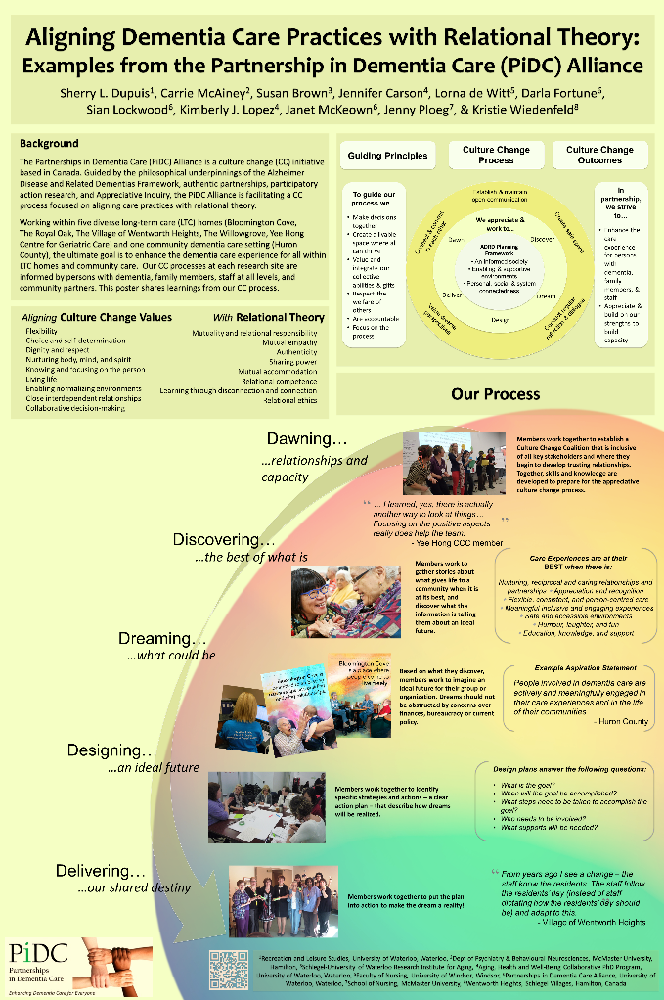 Aligning Dementia Care Practices with Relational Theory:
Examples from the Partnership in Dementia Care (PiDC) Alliance
Sherry L. Dupuis1, Carrie McAiney2, Susan Brown3, Jennifer Carson4, Lorna de Witt5, Darla Fortune6,
Sian Lockwood6, Kimberly J. Lopez4, Janet McKeown6, Jenny Ploeg7, & Kristie Wiedenfeld8
Background
The Partnerships in Dementia Care (PiDC) Alliance is a culture change (CC) initiative
based in Canada. Guided by the philosophical underpinnings of the Alzheimer
Disease and Related Dementias Framework, authentic partnerships, participatory
action research, and Appreciative Inquiry, the PiDC Alliance is facilitating a CC
process focused on aligning care practices with relational theory.
Working within five diverse long-term care (LTC) homes (Bloomington Cove,
The Royal Oak, The Village of Wentworth Heights, The Willowgrove, Yee Hong
Centre for Geriatric Care) and one community dementia care setting (Huron
County), the ultimate goal is to enhance the dementia care experience for all within
LTC homes and community care. Our CC processes at each research site are
informed by persons with dementia, family members, staff at all levels, and
community partners. This poster shares learnings from our CC process.
Aligning Culture Change Values
Flexibility
Choice and self-determination
Dignity and respect
Nurturing body, mind, and spirit
Knowing and focusing on the person
Living life
Enabling normalizing environments
Close interdependent relationships
Collaborative decision-making
With Relational Theory
Mutuality and relational responsibility
Mutual empathy
Authenticity
Sharing power
Mutual accommodation
Relational competence
Learning through disconnection and connection
Relational ethics
Guiding Principles
Culture Change
Process
Culture Change
Outcomes
To guide our
process we…
• Make decisions
together
• Create a livable
space where all
can thrive
• Value and
integrate our
collective
abilities & gifts
• Respect the
welfare of
others
• Are accountable
• Focus on the
process
Establish & maintain
open communication
Connect & commit
to each other
Create safe space
Value diverse
perspectives
Conduct regular
reflection & dialogue
We appreciate &
work to…
Dawn
Discover
Dream
Design
Deliver
ADRD Planning
Framework
• An informed society
• Enabling & supportive
environments
• Personal, social & system
connectedness
In
partnership,
we strive
to…
• Enhance the
care
experience
for persons
with
dementia,
family
members, &
staff
• Appreciate &
build on our
strengths to
build
capacity
Our Process
Dawning…
…relationships and
capacity
Members work together to establish a
Culture Change Coalition that is inclusive
of all key stakeholders and where they
begin to develop trusting relationships.
Together, skills and knowledge are
developed to prepare for the appreciative
culture change process.
“ … I learned, yes, there is actually
another way to look at things…
Focusing on the positive aspects
really does help the team. ”
- Yee Hong CCC member
Discovering…
…the best of what is
Members work to
gather stories about
what gives life to a
community when it is
at its best, and
discover what the
information is telling
them about an ideal
future.
Care Experiences are at their
BEST when there is:
Nurturing, reciprocal and caring relationships and
partnerships • Appreciation and recognition
• Flexible, consistent, and person-centred care
• Meaningful inclusive and engaging experiences
• Safe and accessible environments
• Humour, laughter, and fun
• Education, knowledge, and support
Dreaming…
…what could be
Bloomington Cove
is a place where
people come to
live freely.
Based on what they discover,
members work to imagine an
ideal future for their group or
organization. Dreams should not
be obstructed by concerns over
finances, bureaucracy or current
policy.
Example Aspiration Statement
People involved in dementia care are
actively and meaningfully engaged in
their care experiences and in the life
of their communities
- Huron County
Designing…
…an ideal future
Members work together to identify
specific strategies and actions – a clear
action plan – that describe how dreams
will be realized.
Design plans answer the following questions:
• What is the goal?
• When will the goal be accomplished?
• What steps need to be taken to accomplish the
goal?
• Who needs to be involved?
• What supports will be needed?
Delivering…
…our shared destiny
Members work together to put the plan
into action to make the dream a reality!
“ From years ago I see a change – the
staff know the residents. The staff follow
the residents’ day (instead of staff
dictating how the residents’ day should
be) and adapt to this. ”
- Village of Wentworth Heights
PiDC
Partnerships
in Dementia Care
Enhancing Dementia Care for Everyone
1Recreation and Leisure Studies, University of Waterloo, Waterloo, 2Dept of Psychiatry & Behavioural Neurosciences, McMaster University,
Hamilton, 3Schlegel-University of Waterloo Research Institute for Aging, 4Aging, Health and Well-Being Collaborative PhD Program,
University of Waterloo, Waterloo, 5Faculty of Nursing, University of Windsor, Windsor, 6Partnerships in Dementia Care Alliance, University of
Waterloo, Waterloo, 7School of Nursing, McMaster University, 8Wentworth Heights, Schlegel Villages, Hamilton, Canada